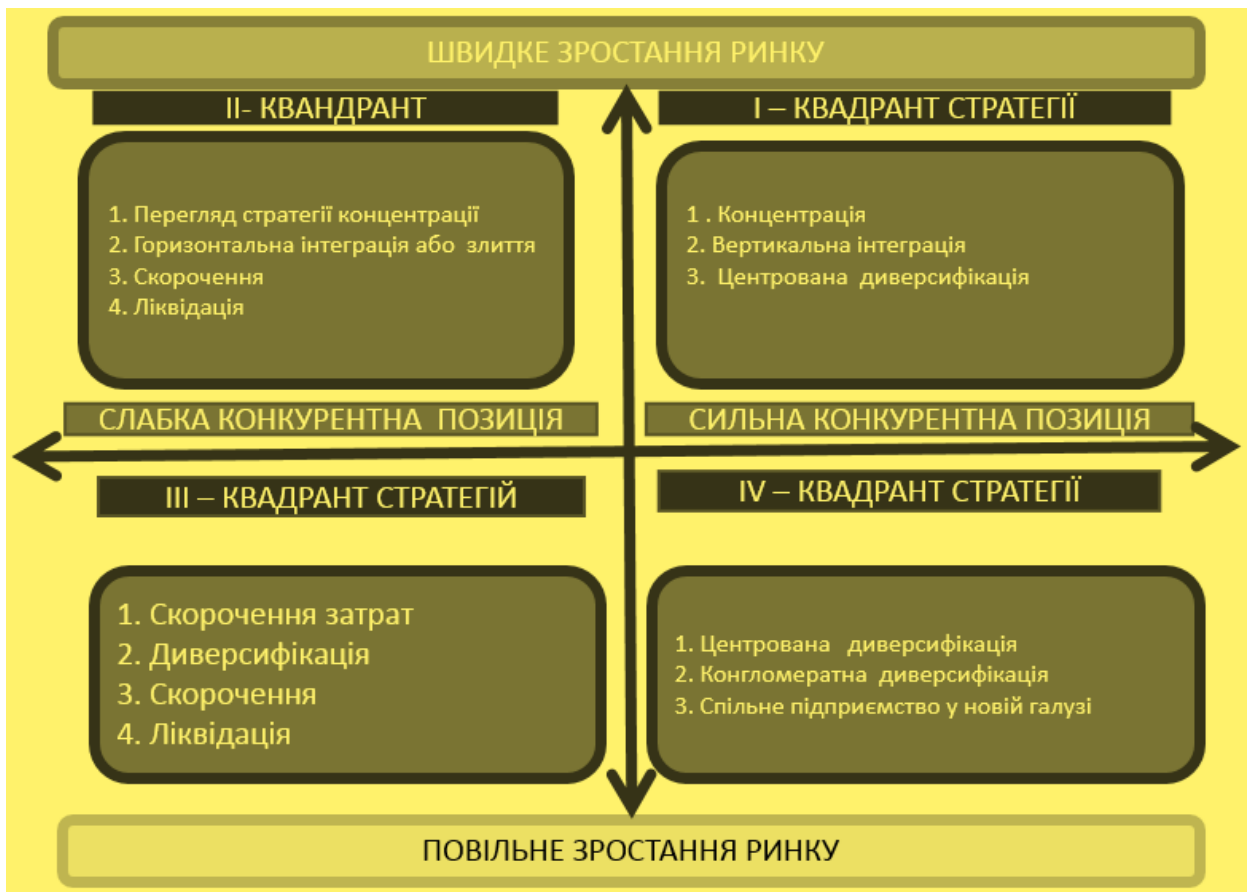 ШВИДКЕ ЗРОСТАННЯ РИНКУ
ІІ- КВАНДРАНТ
І – КВАДРАНТ СТРАТЕГІЇ
1. Перегляд стратегії концентрації
2. Горизонтальна інтеграція або злиття
3. Скорочення
4. Ліквідація
1 . Концентрація
2. Вертикальна інтеграція
3. Центрована диверсифікація
СЛАБКА КОНКУРЕНТНА ПОЗИЦІЯ
СИЛЬНА КОНКУРЕНТНА ПОЗИЦІЯ
ІІІ – КВАДРАНТ СТРАТЕГІЙ
IV – КВАДРАНТ СТРАТЕГІЇ
1. Скорочення затрат
2. Диверсифікація
3. Скорочення
4. Ліквідація
1. Центрована диверсифікація
2. Конгломератна диверсифікація
3. Спільне підприємство у новій галузі
ПОВІЛЬНЕ ЗРОСТАННЯ РИНКУ